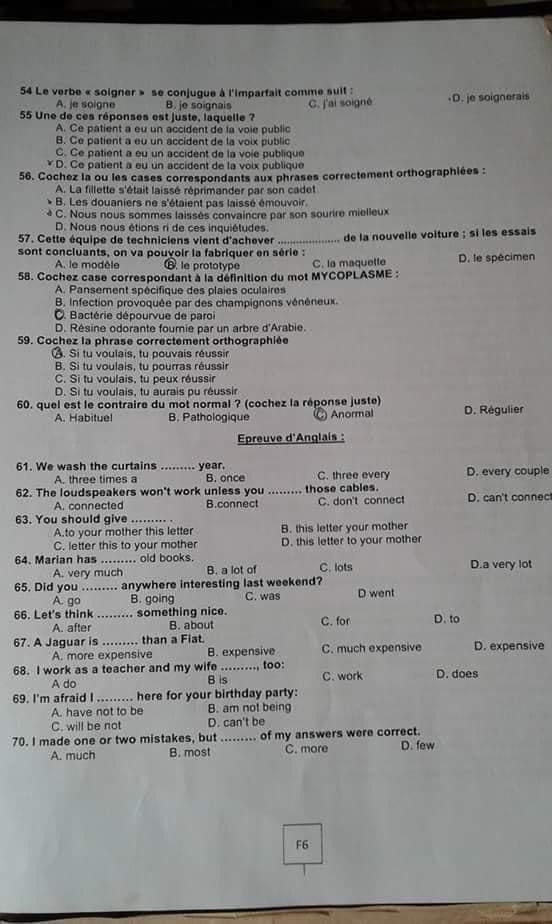 54 Le verbe « soigner » se conjugue à l'imparfait comme suit :
A. je soigne B. je soignais C. j'ai soigné D. je soignerais
55 Une de ces réponses est juste, laquelle ?
A. Ce patient a eu un accident de la voie public
B. Ce patient a eu un accident de la voix public
C. Ce patient a eu un accident de la voie publique
D. Ce patient a eu un accident de la voix publique
56. Cochez la ou les cases correspondants aux phrases correctement orthographiées :
A. La fillette s'était laissé réprimander par son cadet
B. Les douaniers ne s'étaient pas laissé émouvoir.
C. Nous nous sommes laissés convaincre par son sourire mielleux
D. Nous nous étions ri de ces inquiétudes.
57. Cette équipe de techniciens vient d'achever .................... de la nouvelle voiture ; si les essais
sont concluants, on va pouvoir la fabriquer en série :
A. le modèle B. le prototype C. la maquette D. le spécimen
58. Cochez case correspondant à la définition du mot MYCOPLASME :
A. Pansement spécifique des plaies oculaires
B. Infection provoquée par des champignons vénéneux.
C. Bactérie dépourvue de paroi
D. Résine odorante fournie par un arbre d'Arabie.
59. Cochez la phrase correctement orthographiée
A. Si tu voulais, tu pouvais réussir
B. Si tu voulais, tu pourras réussir
C. Si tu voulais, tu peux réussir
D. Si tu voulais, tu aurais pu réussir
60. quel est le contraire du mot normal ? (cochez la réponse juste)
A. Habituel B. Pathologique C. Anormal D. Régulier
Epreuve d'Anglais :
61. We wash the curtains ......... year.
A. three times a B. once C. three every D. every couple
62. The loudspeakers won't work unless you ......... those cables.
A. connected B.connect C. don't connect D. can't connect
63. You should give ......... .
A.to your mother this letter B. this letter your mother
C. letter this to your mother D. this letter to your mother
64. Marian has ......... old books.
A. very much B. a lot of C. lots D.a very lot
65. Did you ......... anywhere interesting last weekend?
A. go B. going C. was D went
66. Let's think ......... something nice.
A. after B. about C. for D. to
67. A Jaguar is ......... than a Fiat.
A. more expensive B. expensive C. much expensive D. expensive
68. I work as a teacher and my wife ........., too:
A do B is C. work D. does
69. I'm afraid I ......... here for your birthday party:
A. have not to be B. am not being
C. will be not D. can't be
70. I made one or two mistakes, but ......... of my answers were correct.
A. much B. most C. more D. few
F6